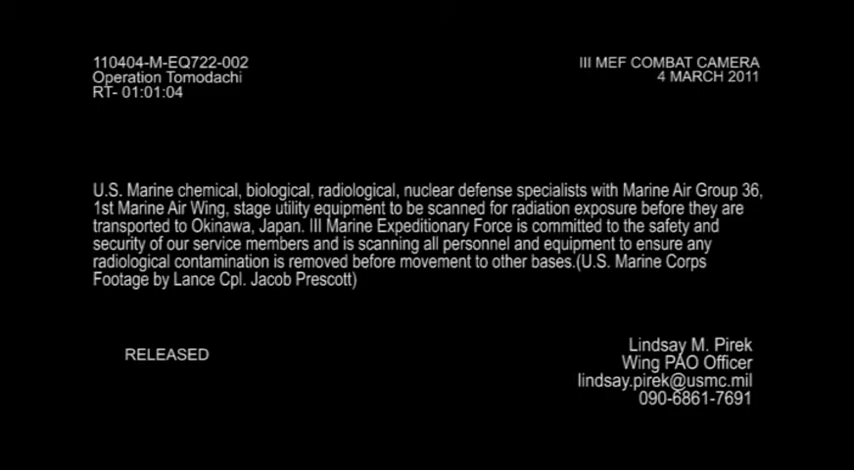 110404-M-EQ722-002
Operation Tomodachi
RT- 01:01:04
III MEF COMBAT CAMERA
4 MARCH 2011
U.S. Marine chemical, biological, radiological, nuclear defense specialists with Marine Air Group 36,
1st Marine Air Wing, stage utility equipment to be scanned for radiation exposure before they are
transported to Okinawa, Japan. III Marine Expeditionary Force is committed to the safety and
security of our service members and is scanning all personnel and equipment to ensure any
radiological contamination is removed before movement to other bases.(U.S. Marine Corps
Footage by Lance Cpl. Jacob Prescott)
RELEASED
Lindsay M. Pirek
Wing PAO Officer
lindsay.pirek@usmc.mil
090-6861-7691